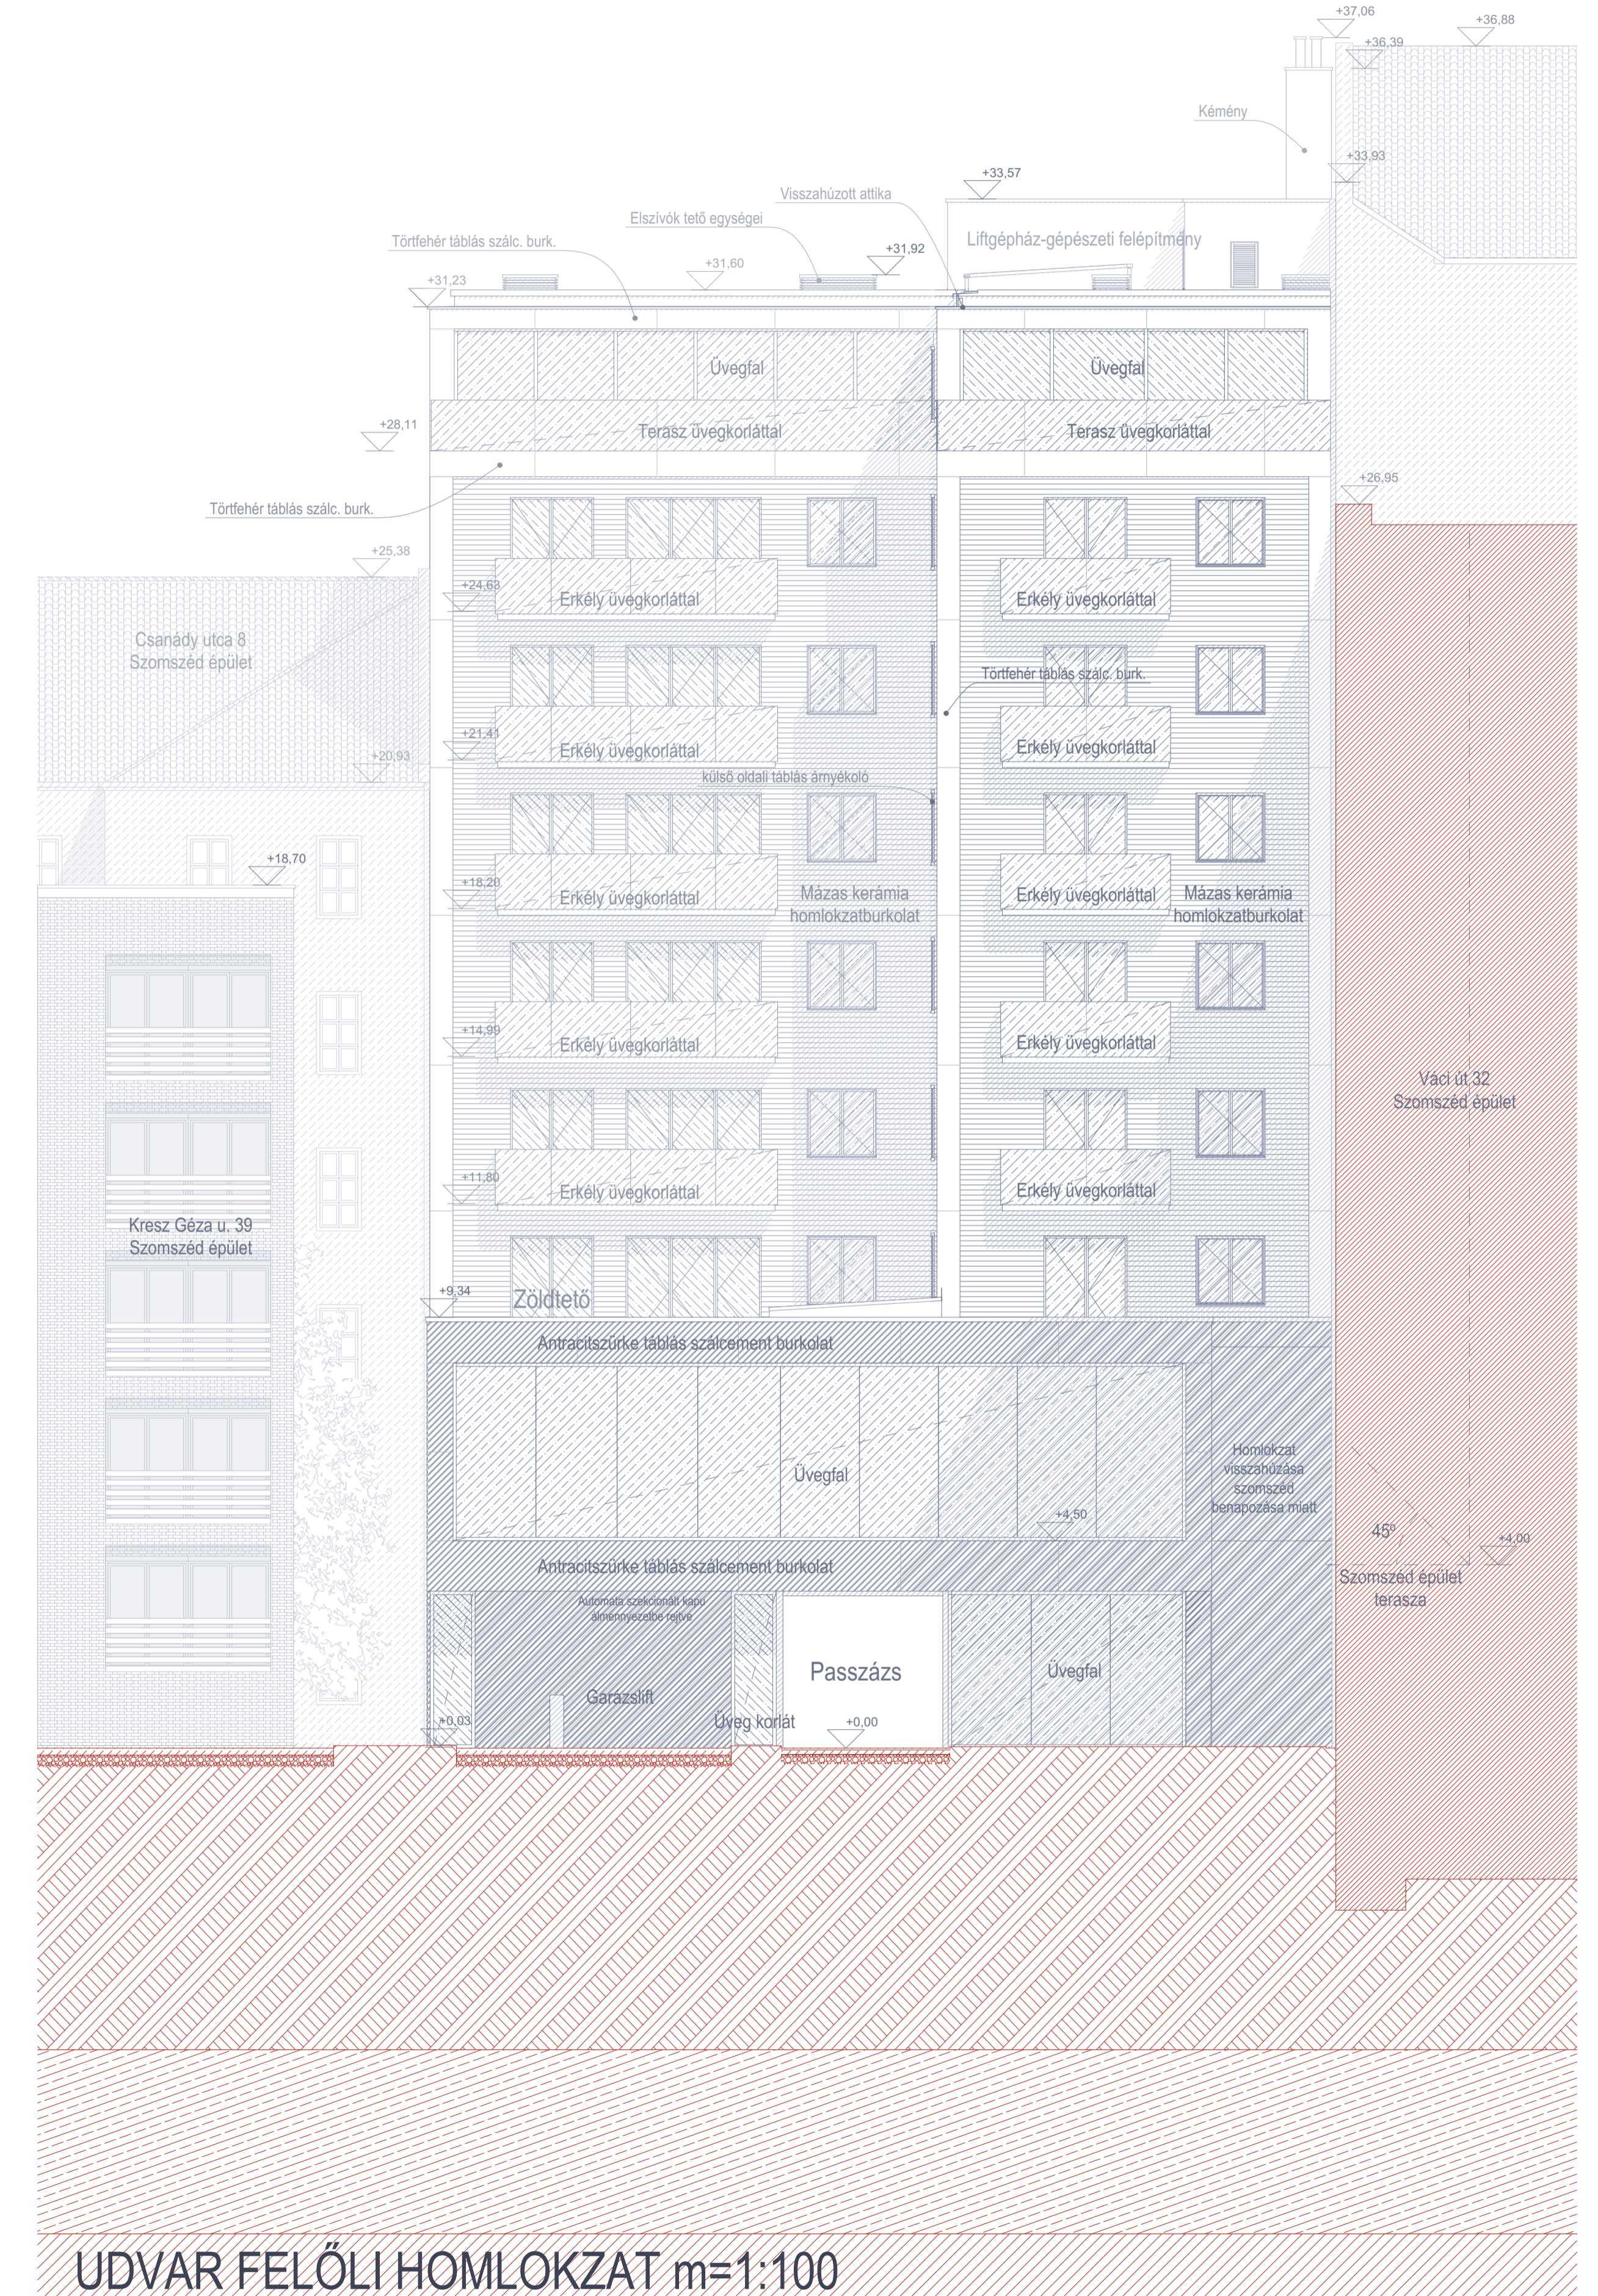 +37,06
+36,88
+36,39
Kémény
+33,93
+33,57
Visszahúzott attika
Elszívók tető egységei
Törtfehér táblás szálc. burk.
Liftgépház-gépészeti felépítmény
+31,92
+31,60
+31,23
Üvegfal
Üvegfal
+28,11
Terasz üvegkorláttal
Terasz üvegkorláttal
+26,95
Törtfehér táblás szálc. burk.
+25,38
+24,63
Erkély üvegkorláttal
Erkély üvegkorláttal
Csanády utca 8
Szomszéd épület
Törtfehér táblás szálc. burk.
+21,41
Erkély üvegkorláttal
Erkély üvegkorláttal
+20,93
külső oldali táblás árnyékoló
+18,70
+18,20
Erkély üvegkorláttal
Mázas kerámia
homlokzatburkolat
Erkély üvegkorláttal
Mázas kerámia
homlokzatburkolat
+14,99
Erkély üvegkorláttal
Erkély üvegkorláttal
Váci út 32
Szomszéd épület
+11,80
Erkély üvegkorláttal
Erkély üvegkorláttal
Kresz Géza u. 39
Szomszéd épület
+9,34
Zöldtető
Antracitszürke táblás szálcement burkolat
Üvegfal
Homlokzat
visszahúzása
szomszéd
benapozása miatt
+4,50
45º
+4,00
Antracitszürke táblás szálcement burkolat
Szomszéd épület
terasza
Automata szekcionált kapu
álmennyezetbe rejtve
Passzázs
Üvegfal
Garázslift
+0,03
Üveg korlát
+0,00
UDVAR FELŐLI HOMLOKZAT m=1:100